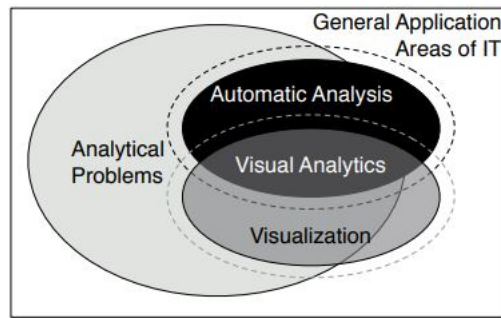 General Application
Areas of IT
Automatic Analysis
Analytical
Problems
Visual Analytics
Visualization